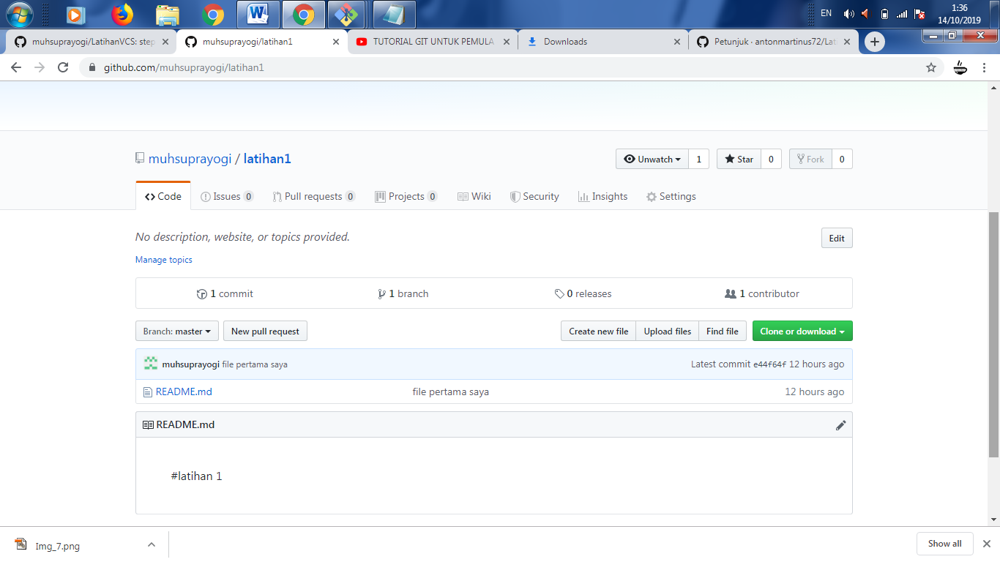 EN
1:36
14/10/2019
muhsuprayogi/LatihanVCS: step
muhsuprayogi/latihan1
TUTORIAL GIT UNTUK PEMULA
Downloads
Petunjuk · antonmartinus72/Lat
github.com/muhsuprayogi/latihan1
muhsuprayogi / latihan1
Unwatch 1
Star 0
Fork 0
Code
Issues 0
Pull requests 0
Projects 0
Wiki
Security
Insights
Settings
No description, website, or topics provided.
Edit
Manage topics
1 commit
1 branch
0 releases
1 contributor
Branch: master
New pull request
Create new file
Upload files
Find file
Clone or download
muhsuprayogi file pertama saya
Latest commit e44f64f 12 hours ago
README.md
file pertama saya
12 hours ago
README.md
#latihan 1
Img_7.png
Show all